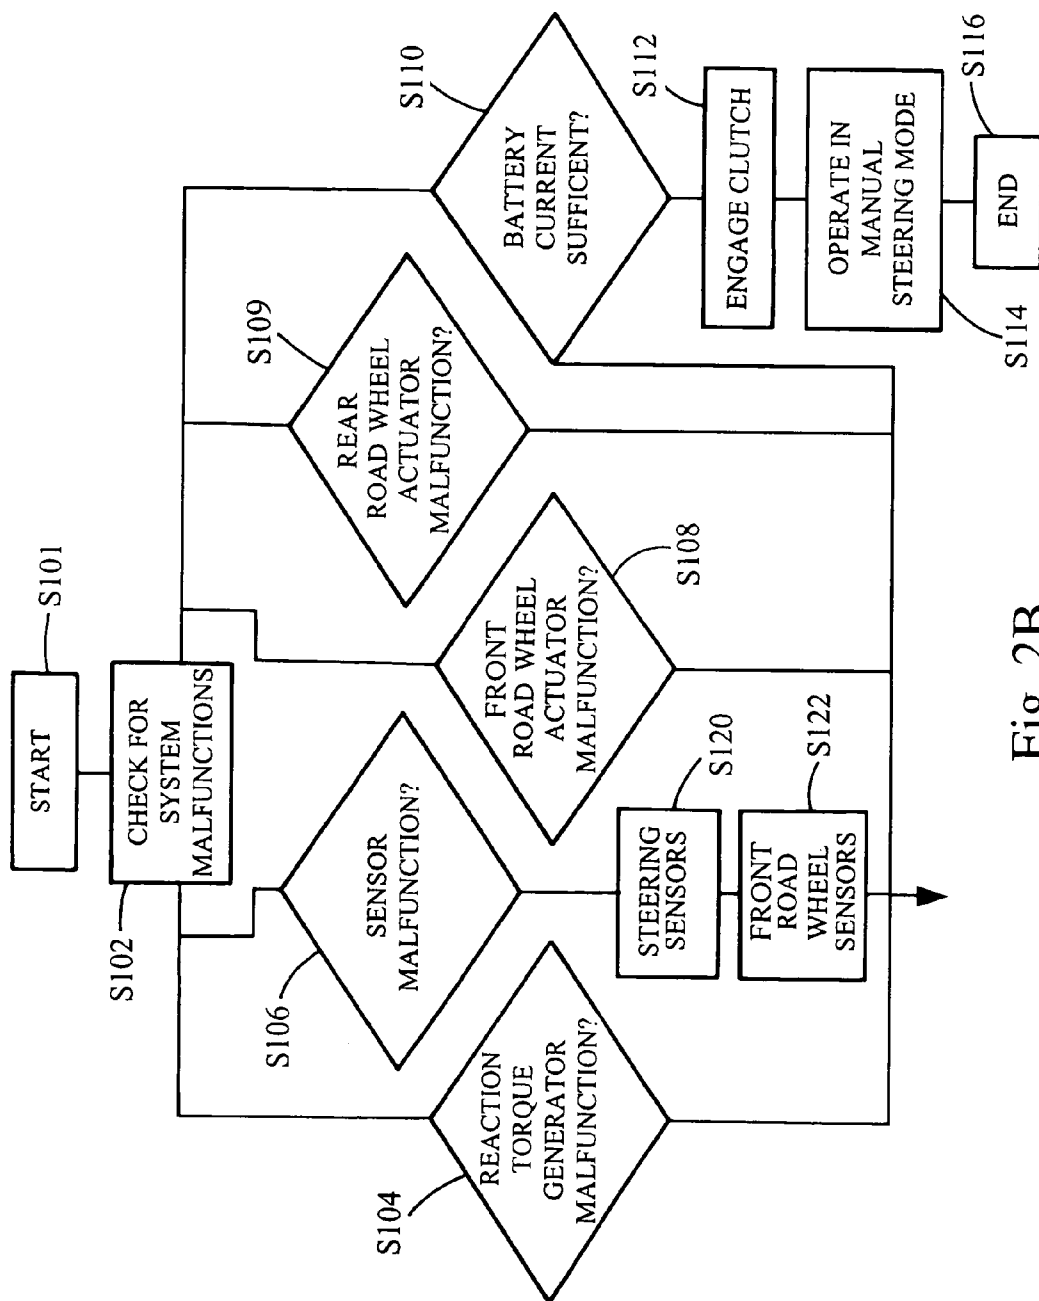 START
S101
CHECK FOR
SYSTEM
MALFUNCTIONS
S102
REACTION
TORQUE
GENERATOR
MALFUNCTION?
S104
SENSOR
MALFUNCTION?
S106
FRONT
ROAD WHEEL
ACTUATOR
MALFUNCTION?
S108
REAR
ROAD WHEEL
ACTUATOR
MALFUNCTION?
S109
BATTERY
CURRENT
SUFFICENT?
S110
STEERING
SENSORS
S120
FRONT
ROAD
WHEEL
SENSORS
S122
ENGAGE CLUTCH
S112
OPERATE IN
MANUAL
STEERING MODE
S114
END
S116
Fig. 2B